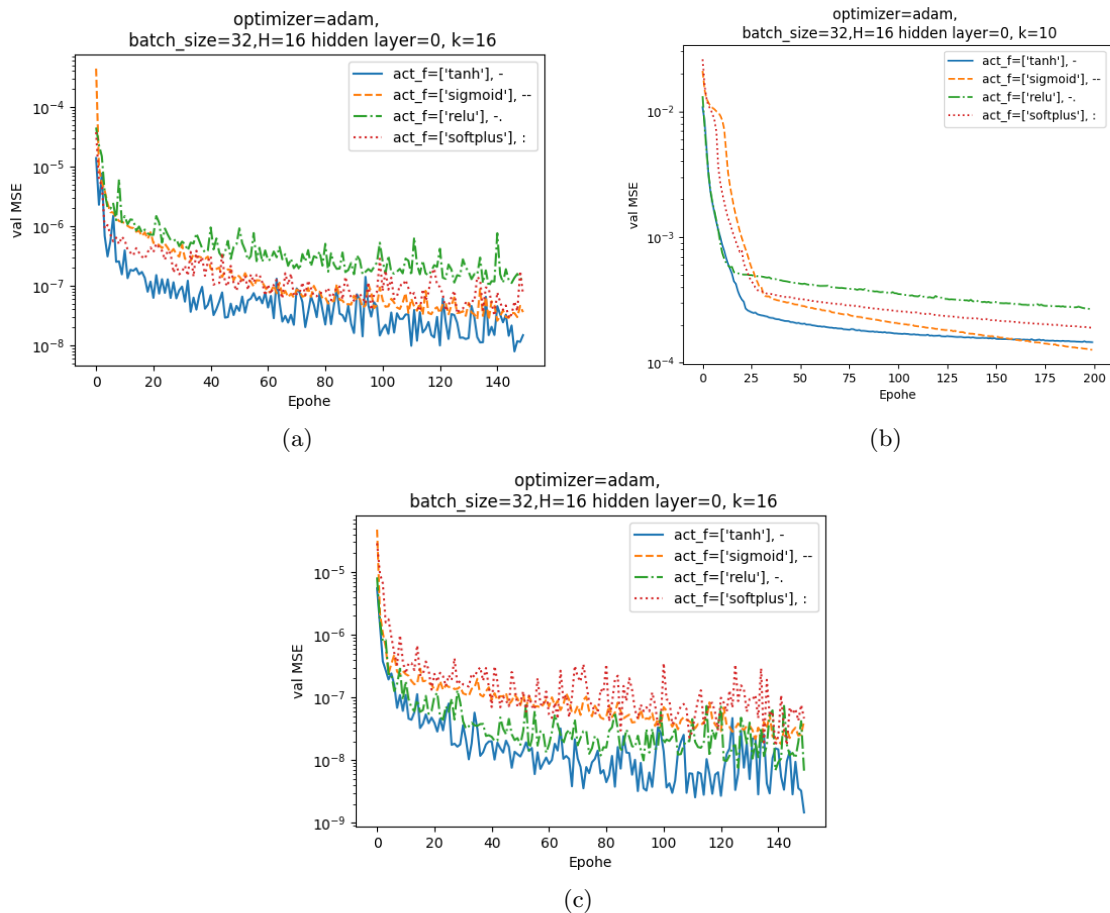 optimizer=adam,
batch_size=32,H=16 hidden layer=0, k=16
act_f=['tanh'], -
act_f=['sigmoid'], --
act_f=['relu'], -.
act_f=['softplus'], :
val MSE
10⁻⁴
10⁻⁵
10⁻⁶
10⁻⁷
10⁻⁸
0 20 40 60 80 100 120 140
Epohe
(a)
optimizer=adam,
batch_size=32,H=16 hidden layer=0, k=10
act_f=['tanh'], -
act_f=['sigmoid'], --
act_f=['relu'], -.
act_f=['softplus'], :
val MSE
10⁻²
10⁻³
10⁻⁴
0 25 50 75 100 125 150 175 200
Epohe
(b)
optimizer=adam,
batch_size=32,H=16 hidden layer=0, k=16
act_f=['tanh'], -
act_f=['sigmoid'], --
act_f=['relu'], -.
act_f=['softplus'], :
val MSE
10⁻⁵
10⁻⁶
10⁻⁷
10⁻⁸
10⁻⁹
0 20 40 60 80 100 120 140
Epohe
(c)